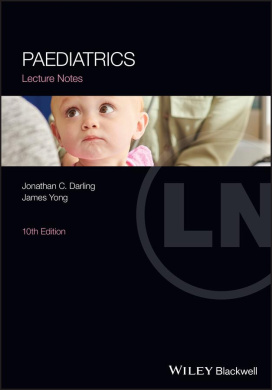 PAEDIATRICS
Lecture Notes
Jonathan C. Darling
James Yong
10th Edition
LN
WILEY Blackwell